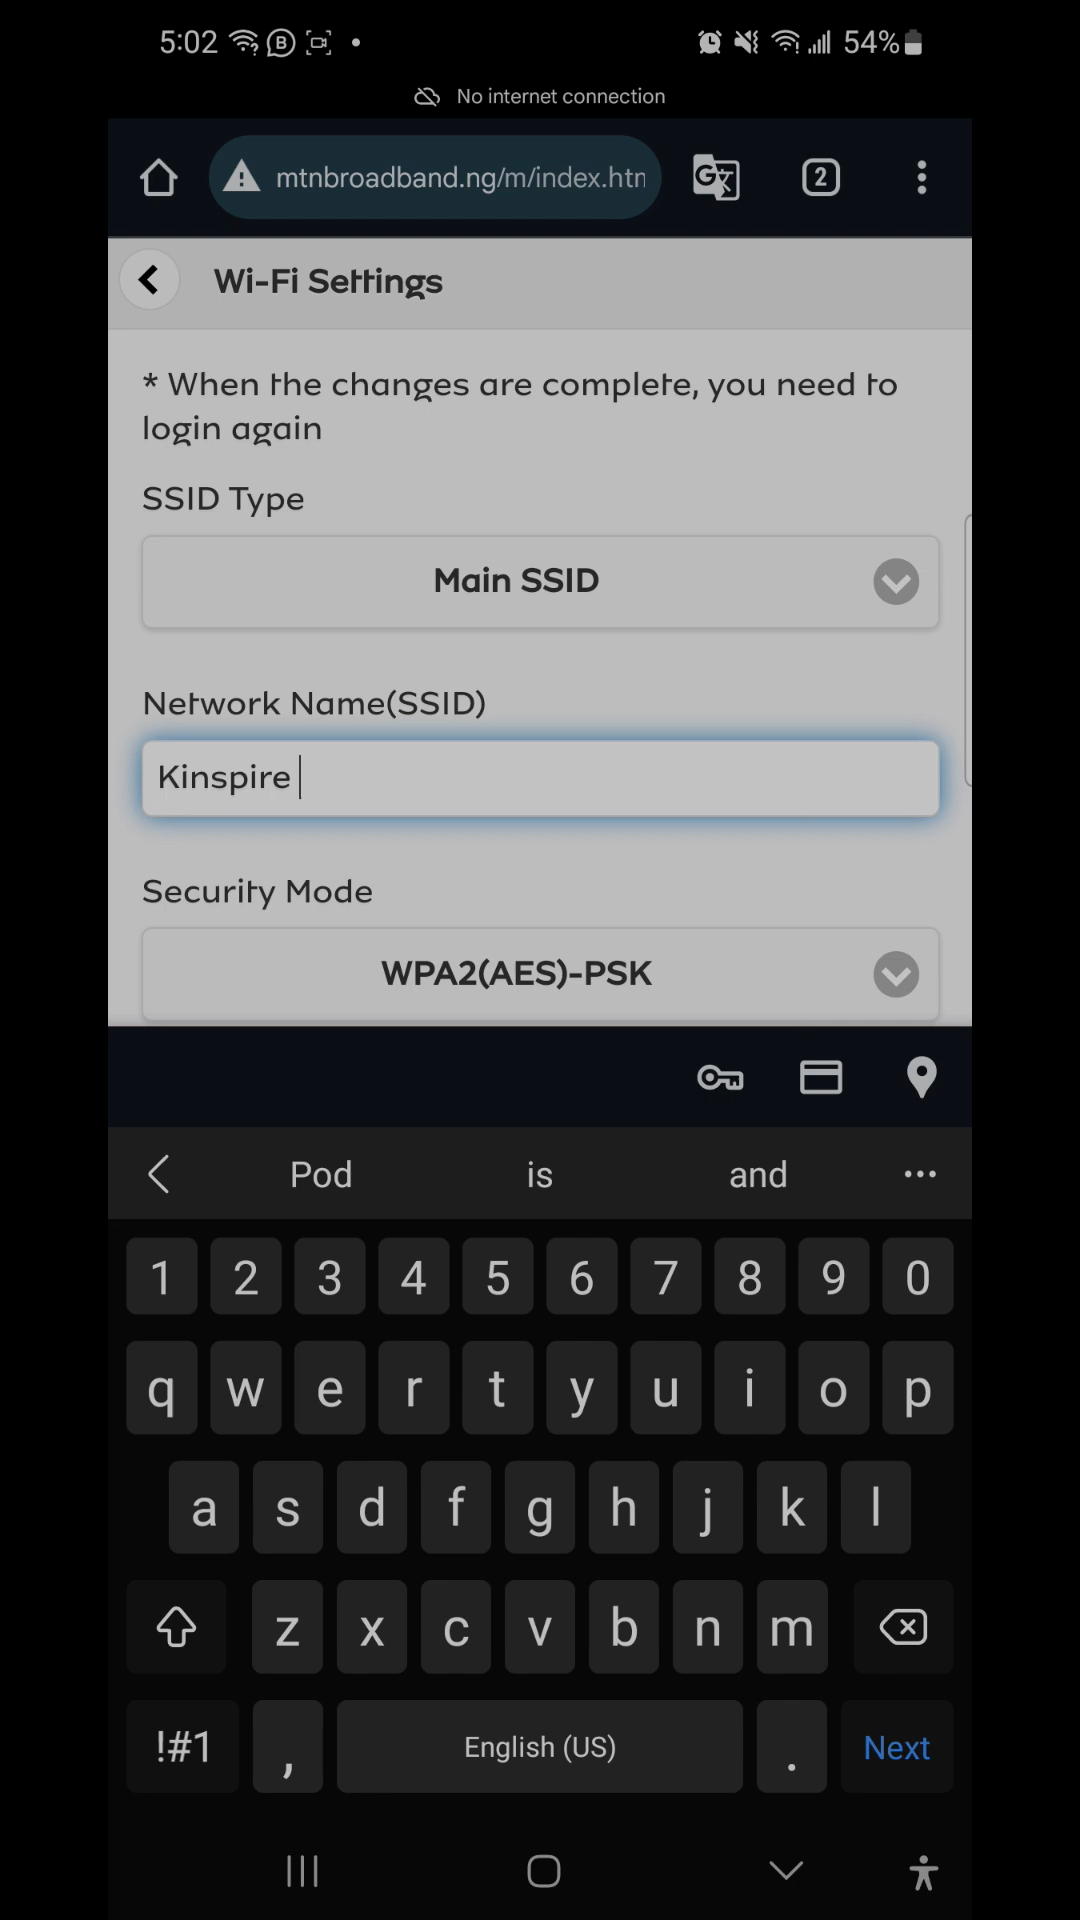 5:02
54%
No internet connection
mtnbroadband.ng/m/index.htm
2
Wi-Fi Settings
* When the changes are complete, you need to
login again
SSID Type
Main SSID
Network Name(SSID)
Kinspire
Security Mode
WPA2(AES)-PSK
Pod is and ...
1 2 3 4 5 6 7 8 9 0
q w e r t y u i o p
a s d f g h j k l
z x c v b n m
!#1 , English (US) . Next